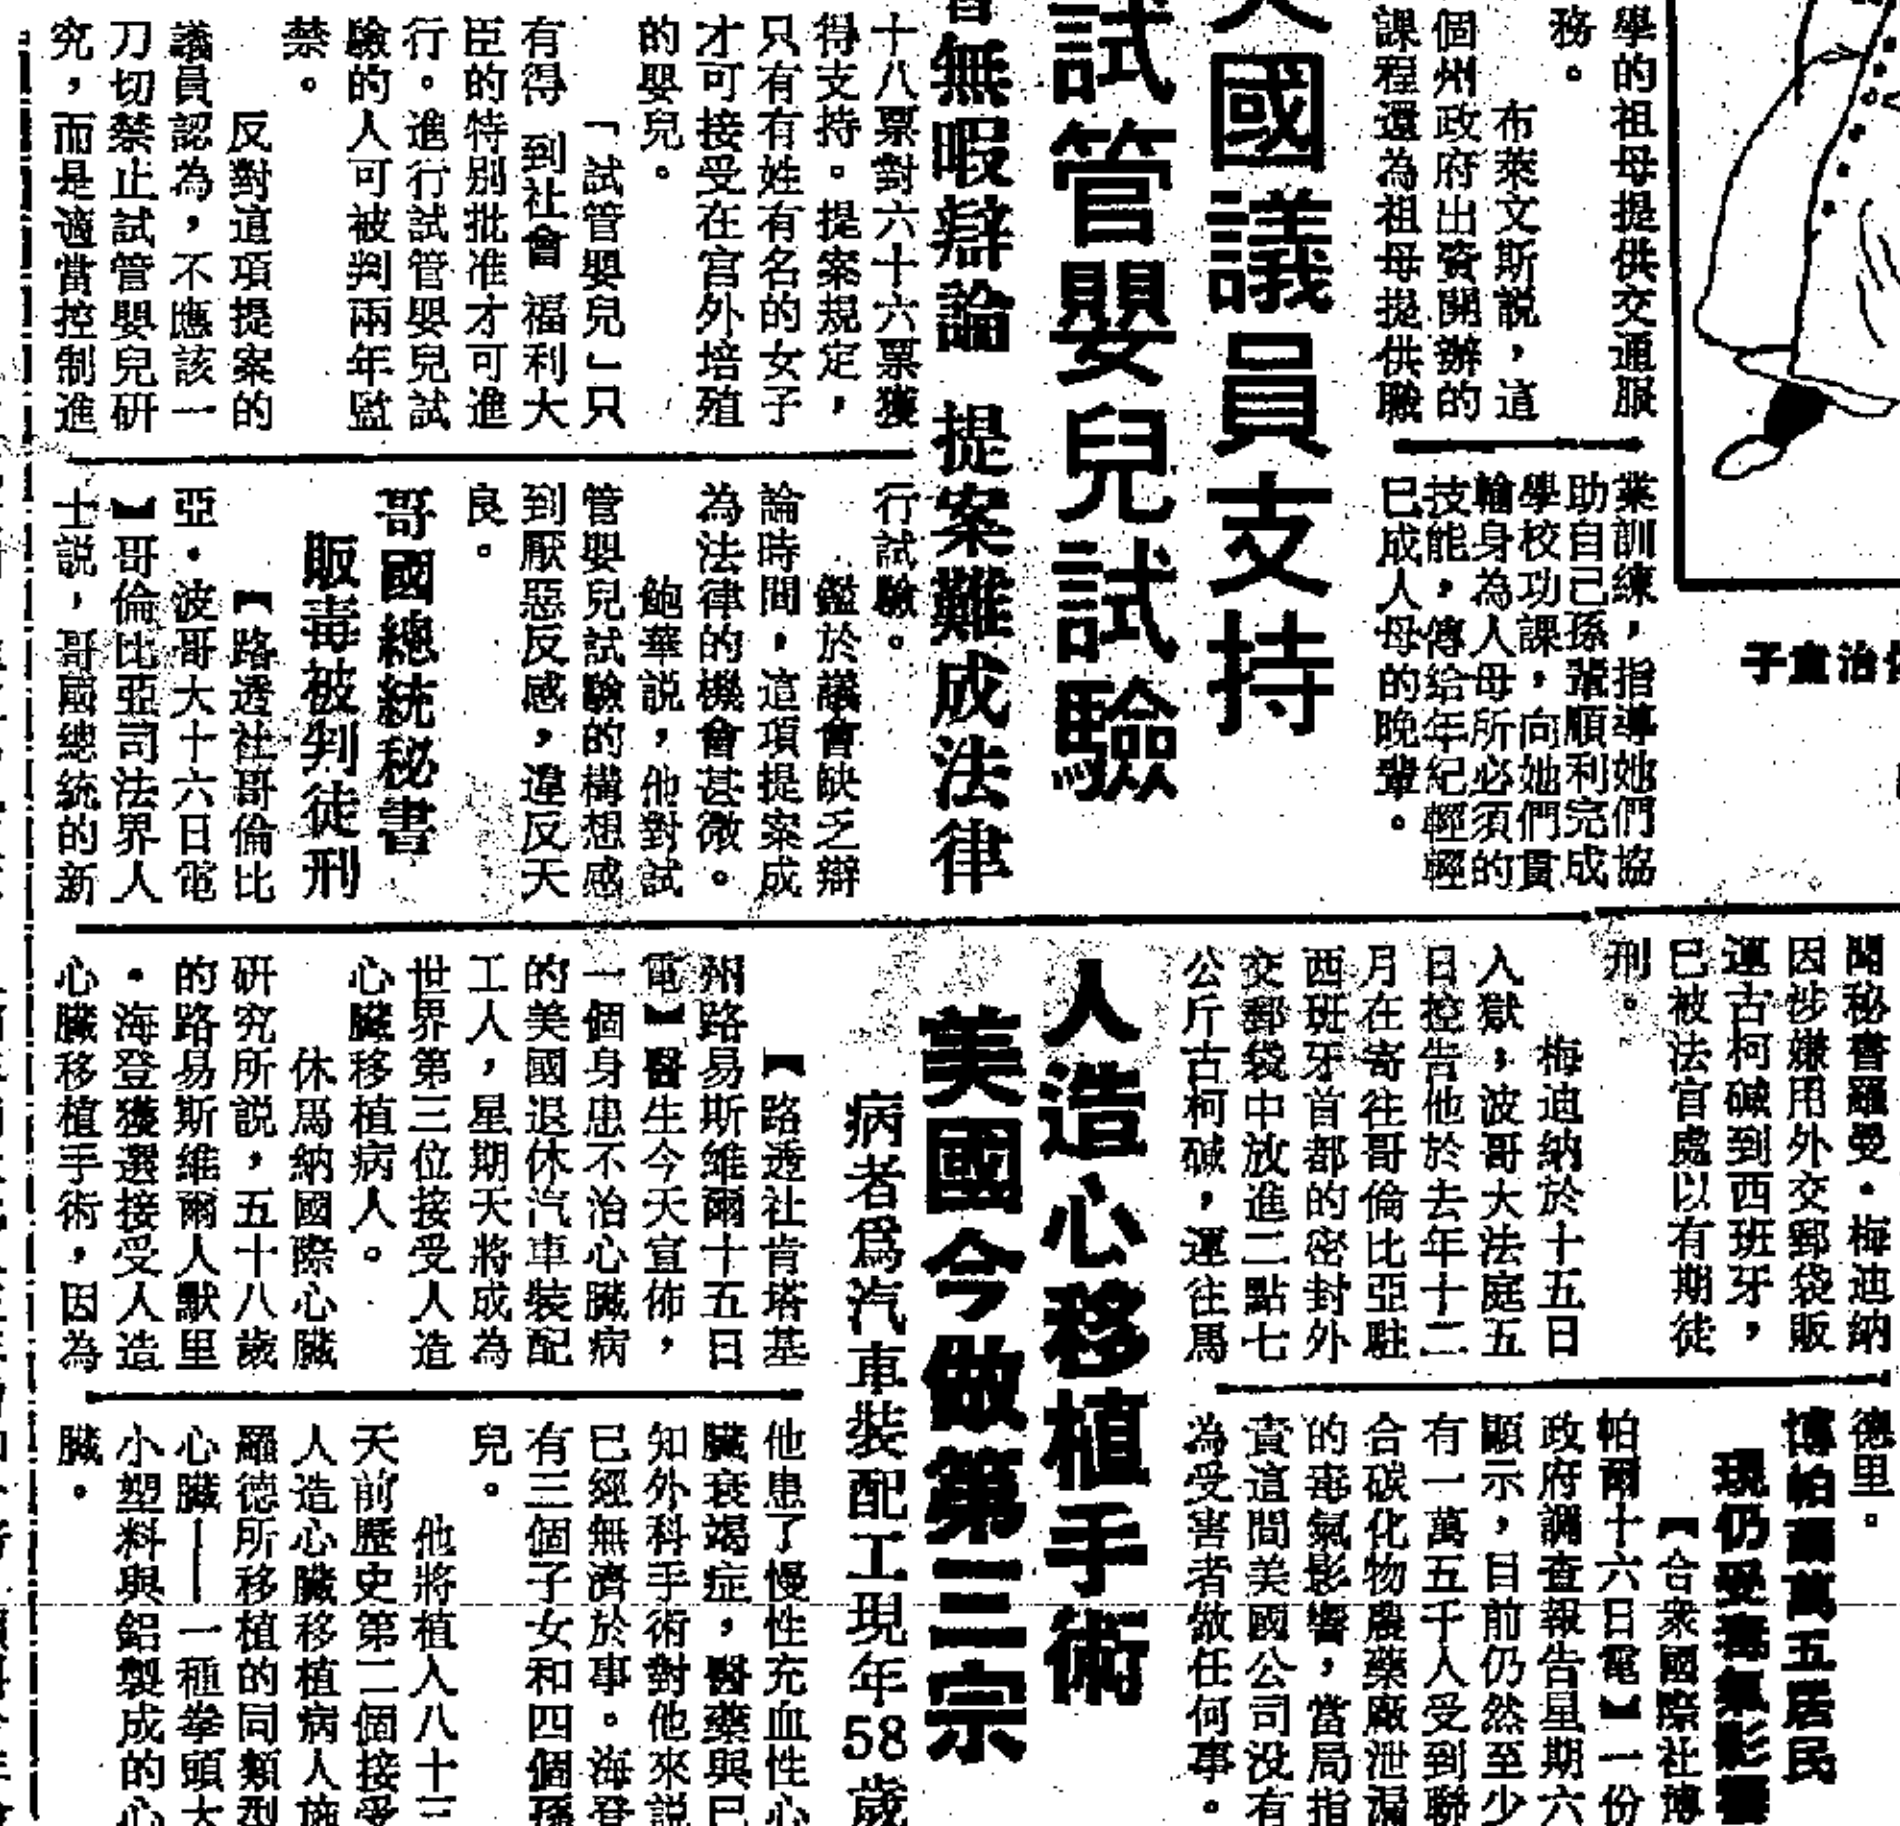 學的祖母提供交通服
務。
布萊文斯説，這
個州政府出資開辦的
課程還為祖母提供職
業訓練，指導她們協
助自己孫輩順利完成
學校功課，向她們貫
輸身為人母所必須的
技能，傳給年紀輕輕
已成人母的晚輩。
治童子
國議員支持
試管嬰兒試驗
無暇辯論 提案難成法律
十八票對六十六票獲
得支持。提案規定，
只有有姓有名的女子
才可接受在宮外培殖
的嬰兒。
「試管嬰兒」只
有得 到社會 福利大
臣的特别批准才可進
行。進行試管嬰兒試
驗的人可被判兩年監
禁。
反對這項提案的
議員認為，不應該一
刀切禁止試管嬰兒研
究，而是適當控制進
行試驗。
鑑於議會缺乏辯
論時間，這項提案成
為法律的機會甚微。
鮑華説，他對試
管嬰兒試驗的構想感
到厭惡反感，違反天
良。
哥國總統秘書
販毒被判徒刑
【路透社哥倫比
亞·波哥大十六日電
】哥倫比亞司法界人
士説，哥國總統的新
聞秘書羅曼·梅迪納
因涉嫌用外交郵袋販
運古柯碱到西班牙，
已被法官處以有期徒
刑。
梅迪納於十五日
入獄，波哥大法庭五
日控告他於去年十二
月在寄往哥倫比亞駐
西班牙首都的密封外
交郵袋中放進二點七
公斤古柯碱，運往馬
德里。
博帕爾萬五居民
現仍受毒氣影響
【合衆國際社博
帕爾十六日電】一份
政府調查報告星期六
顯示，目前仍然至少
有一萬五千人受到聯
合碳化物農藥廠泄漏
的毒氣影響，當局指
責這間美國公司没有
為受害者做任何事。
人造心移植手術
美國今做第三宗
病者爲汽車裝配工現年58歲
【路透社肯塔基
州路易斯維爾十五日
電】醫生今天宣佈，
一個身患不治心臟病
的美國退休汽車裝配
工人，星期天將成為
世界第三位接受人造
心臟移植病人。
休馬納國際心臟
研究所説，五十八歲
的路易斯維爾人默里
·海登獲選接受人造
心臟移植手術，因為
他患了慢性充血性心
臟衰竭症，醫藥與已
知外科手術對他來説
已經無濟於事。海登
有三個子女和四個孫
兒。
他將植入八十三
天前歷史第二個接受
人造心臟移植病人施
羅德所移植的同類型
心臟——一種拳頭大
小塑料與鋁製成的心
臟。